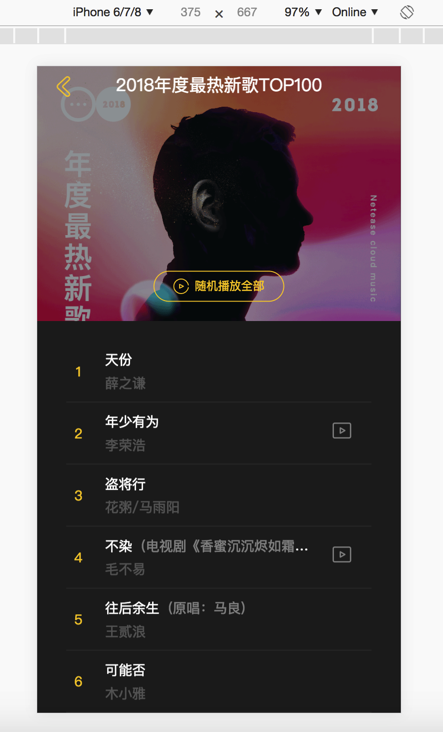 iPhone 6/7/8 ▼ 375 × 667 97% ▼ Online ▼
2018年度最热新歌TOP100
2018
2018
年度最热新歌
Netease cloud music
随机播放全部
1
天份
薛之谦
2
年少有为
李荣浩
3
盗将行
花粥/马雨阳
4
不染（电视剧《香蜜沉沉烬如霜...
毛不易
5
往后余生（原唱：马良）
王贰浪
6
可能否
木小雅